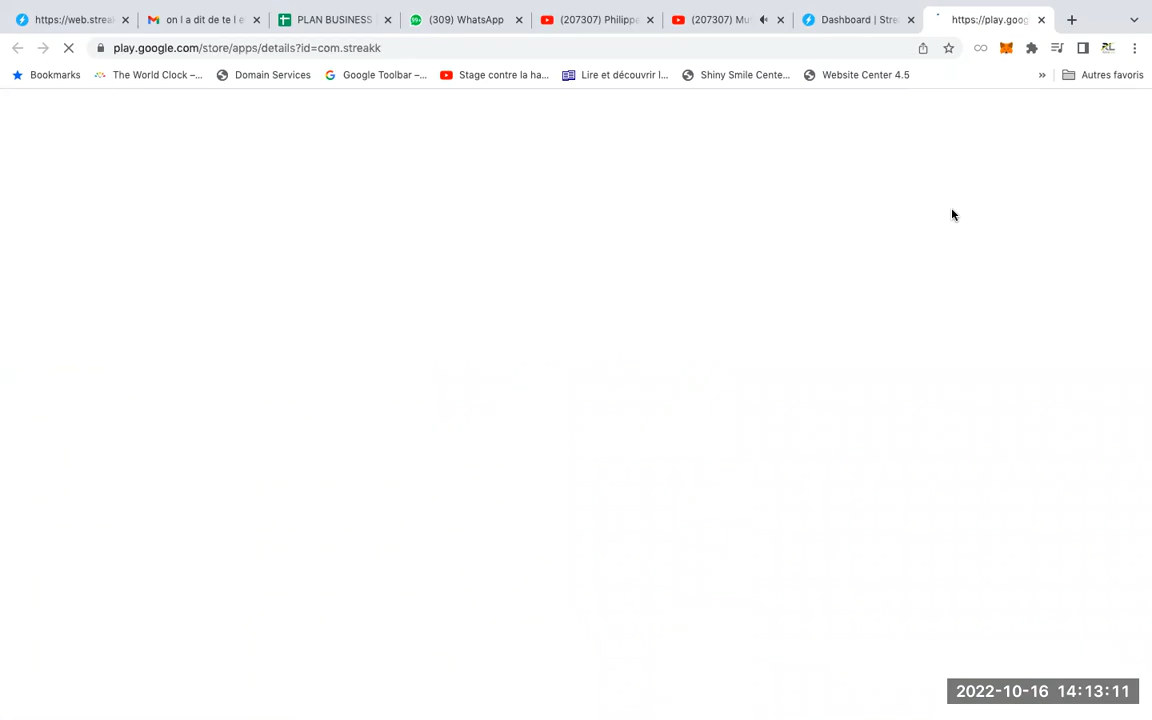 https://web.streak
on l a dit de te l e
PLAN BUSINESS
99+ (309) WhatsApp
(207307) Philippe
(207307) Mu
Dashboard | Strea
https://play.goog
play.google.com/store/apps/details?id=com.streakk
Bookmarks
The World Clock –...
Domain Services
Google Toolbar –...
Stage contre la ha...
Lire et découvrir l...
Shiny Smile Cente...
Website Center 4.5
»
Autres favoris
2022-10-16 14:13:11